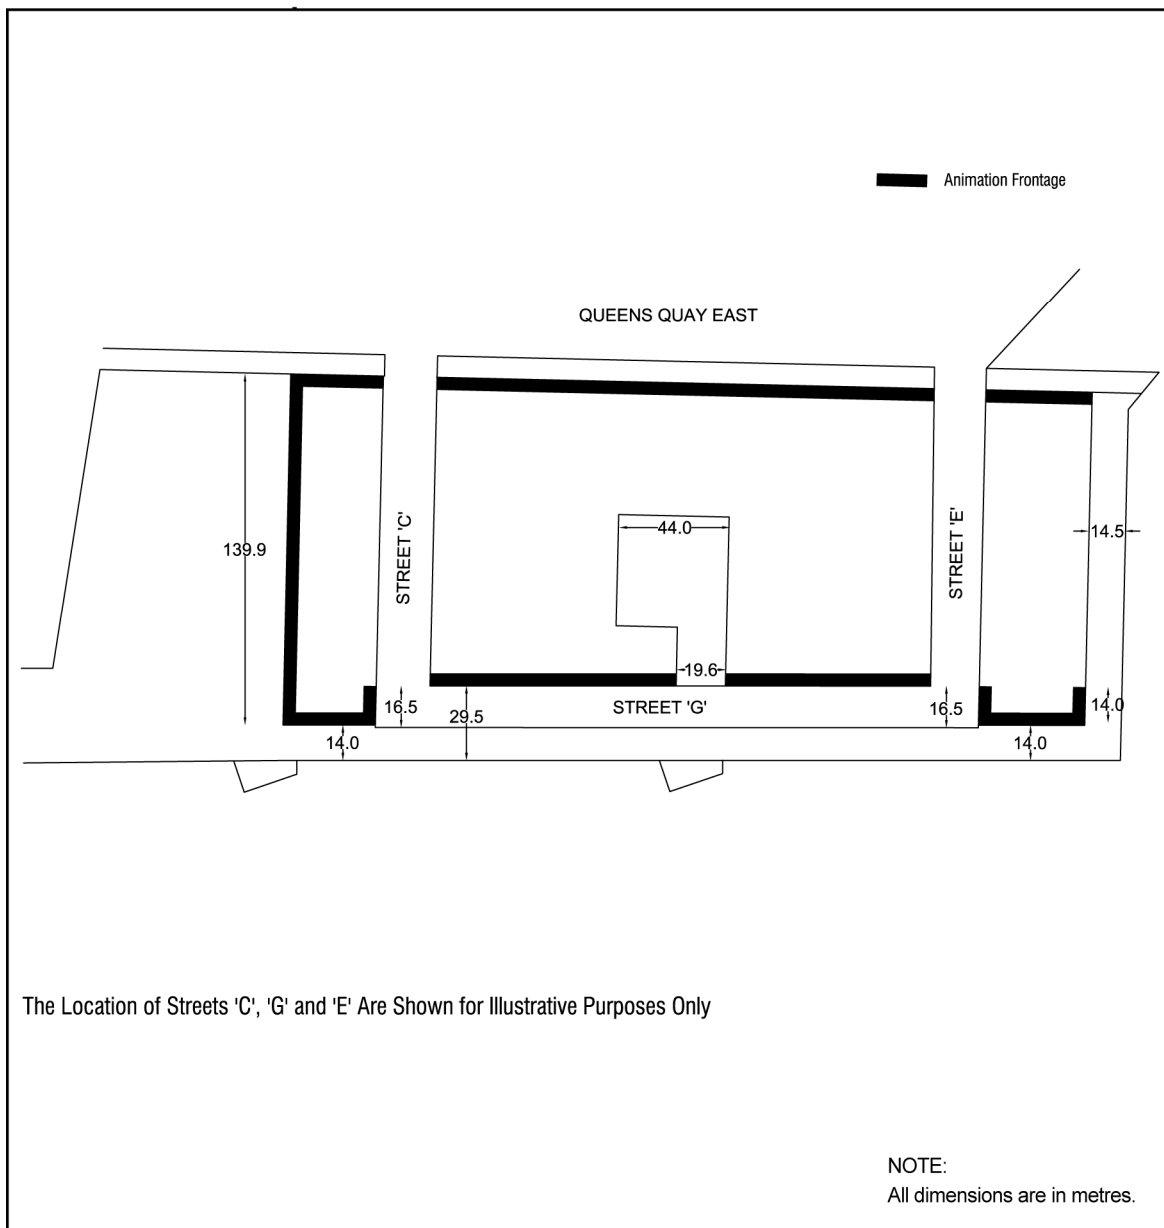 Animation Frontage
QUEENS QUAY EAST
44.0
14.5
139.9
STREET 'C'
STREET 'E'
19.6
16.5
29.5
STREET 'G'
16.5
14.0
14.0
14.0
The Location of Streets 'C', 'G' and 'E' Are Shown for Illustrative Purposes Only
NOTE:
All dimensions are in metres.